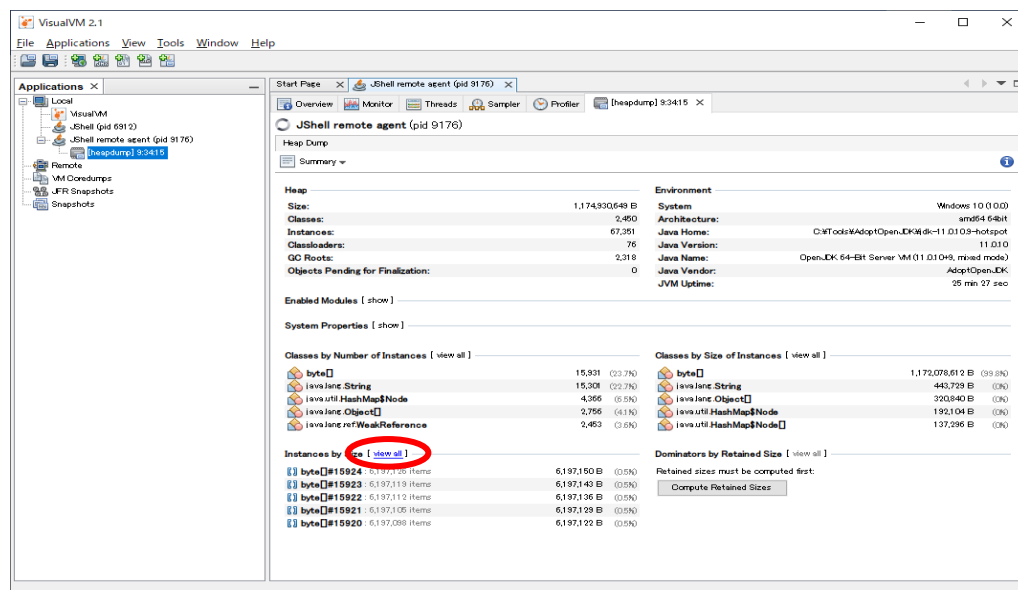 VisualVM 2.1
File Applications View Tools Window Help
Applications
Local
VisualVM
JShell (pid 6912)
JShell remote agent (pid 9176)
[heapdump] 9:34:15
Remote
VM Coredumps
JFR Snapshots
Snapshots
Start Page JShell remote agent (pid 9176)
Overview Monitor Threads Sampler Profiler [heapdump] 9:34:15
JShell remote agent (pid 9176)
Heap Dump
Summary
Heap
Size: 1,174,930,649 B
Classes: 2,450
Instances: 67,351
Classloaders: 76
GC Roots: 2,318
Objects Pending for Finalization: 0
Environment
System Windows 10 (10.0)
Architecture: amd64 64bit
Java Home: C:¥Tools¥AdoptOpenJDK¥jdk-11.0.10.9-hotspot
Java Version: 11.0.10
Java Name: OpenJDK 64-Bit Server VM (11.0.10+9, mixed mode)
Java Vendor: AdoptOpenJDK
JVM Uptime: 25 min 27 sec
Enabled Modules [ show ]
System Properties [ show ]
Classes by Number of Instances [ view all ]
byte[] 15,931 (23.7%)
java.lang.String 15,301 (22.7%)
java.util.HashMap$Node 4,366 (6.5%)
java.lang.Object[] 2,756 (4.1%)
java.lang.ref.WeakReference 2,453 (3.6%)
Classes by Size of Instances [ view all ]
byte[] 1,172,078,612 B (99.8%)
java.lang.String 443,729 B (0%)
java.lang.Object[] 320,840 B (0%)
java.util.HashMap$Node 192,104 B (0%)
java.util.HashMap$Node[] 137,296 B (0%)
Instances by Size [ view all ]
byte[]#15924 : 6,197,126 items 6,197,150 B (0.5%)
byte[]#15923 : 6,197,119 items 6,197,143 B (0.5%)
byte[]#15922 : 6,197,112 items 6,197,136 B (0.5%)
byte[]#15921 : 6,197,105 items 6,197,129 B (0.5%)
byte[]#15920 : 6,197,098 items 6,197,122 B (0.5%)
Dominators by Retained Size [ view all ]
Retained sizes must be computed first:
Compute Retained Sizes